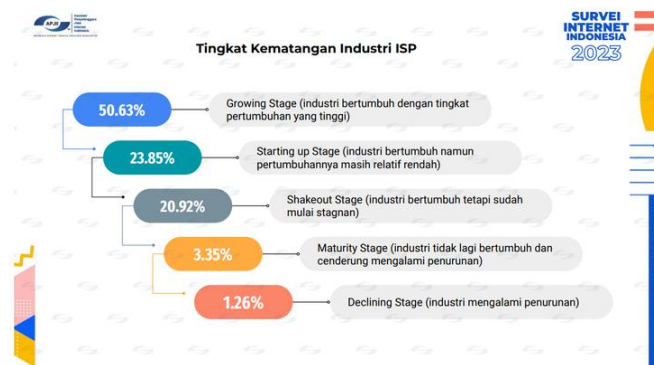 APJII
SURVEI
INTERNET
INDONESIA
2023
Tingkat Kematangan Industri ISP
50.63%
Growing Stage (industri bertumbuh dengan tingkat
pertumbuhan yang tinggi)
23.85%
Starting up Stage (industri bertumbuh namun
pertumbuhannya masih relatif rendah)
20.92%
Shakeout Stage (industri bertumbuh tetapi sudah
mulai stagnan)
3.35%
Maturity Stage (industri tidak lagi bertumbuh dan
cenderung mengalami penurunan)
1.26%
Declining Stage (industri mengalami penurunan)